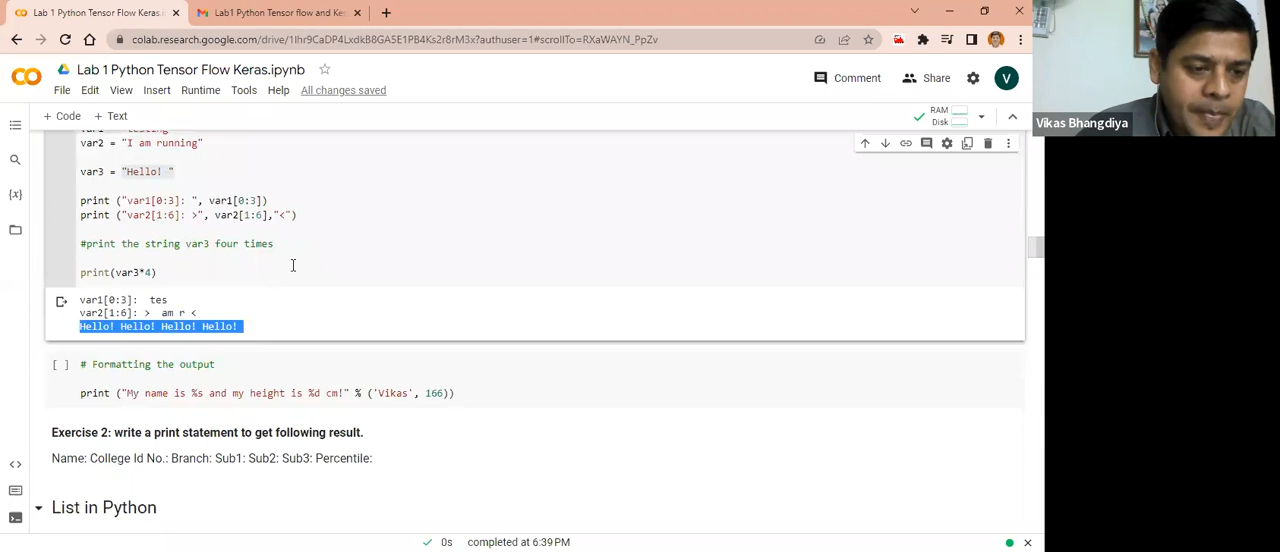 Lab 1 Python Tensor Flow Keras.i
Lab1 Python Tensor flow and Ke
colab.research.google.com/drive/1Ihr9CaDP4LxdkB8GA5E1PB4Ks2r8rM3x?authuser=1#scrollTo=RXaWAYN_PpZv
Lab 1 Python Tensor Flow Keras.ipynb
Comment
Share
V
File Edit View Insert Runtime Tools Help All changes saved
+ Code + Text
RAM
Disk
var1 = "testing"
var2 = "I am running"
var3 = "Hello! "
print ("var1[0:3]: ", var1[0:3])
print ("var2[1:6]: >", var2[1:6],"<")
#print the string var3 four times
print(var3*4)
var1[0:3]: tes
var2[1:6]: > am r <
Hello! Hello! Hello! Hello!
[ ] # Formatting the output
print ("My name is %s and my height is %d cm!" % ('Vikas', 166))
Exercise 2: write a print statement to get following result.
Name: College Id No.: Branch: Sub1: Sub2: Sub3: Percentile:
List in Python
0s completed at 6:39PM
Vikas Bhangdiya